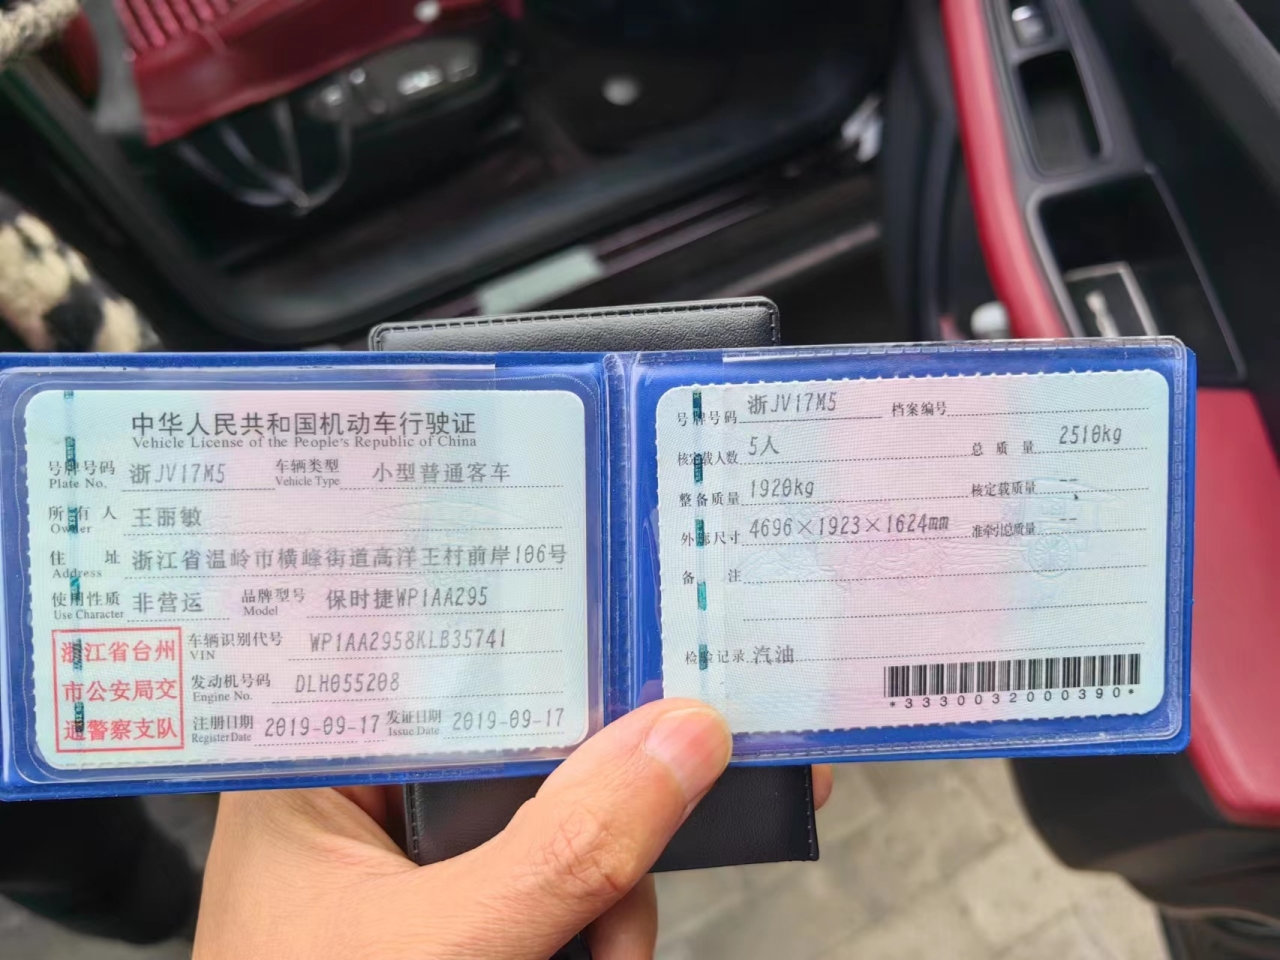 中华人民共和国机动车行驶证
Vehicle License of the People's Republic of China
号牌号码 浙JV17M5 车辆类型 小型普通客车
Plate No. Vehicle Type
所有人 王丽敏
Owner
住址 浙江省温岭市横峰街道高洋王村前岸106号
Address
使用性质 非营运 品牌型号 保时捷WP1AA295
Use Character Model
浙江省台州
市公安局交
通警察支队
车辆识别代号 WP1AA2958KLB35741
VIN
发动机号码 DLH055208
Engine No.
注册日期 2019-09-17 发证日期 2019-09-17
Register Date Issue Date
号牌号码 浙JV17M5 档案编号
核定载人数 5人 总质量 2510kg
整备质量 1920kg 核定载质量 --
外廓尺寸 4696×1923×1624mm 准牵引总质量 --
备注
检验记录 汽油
*3330032000390*